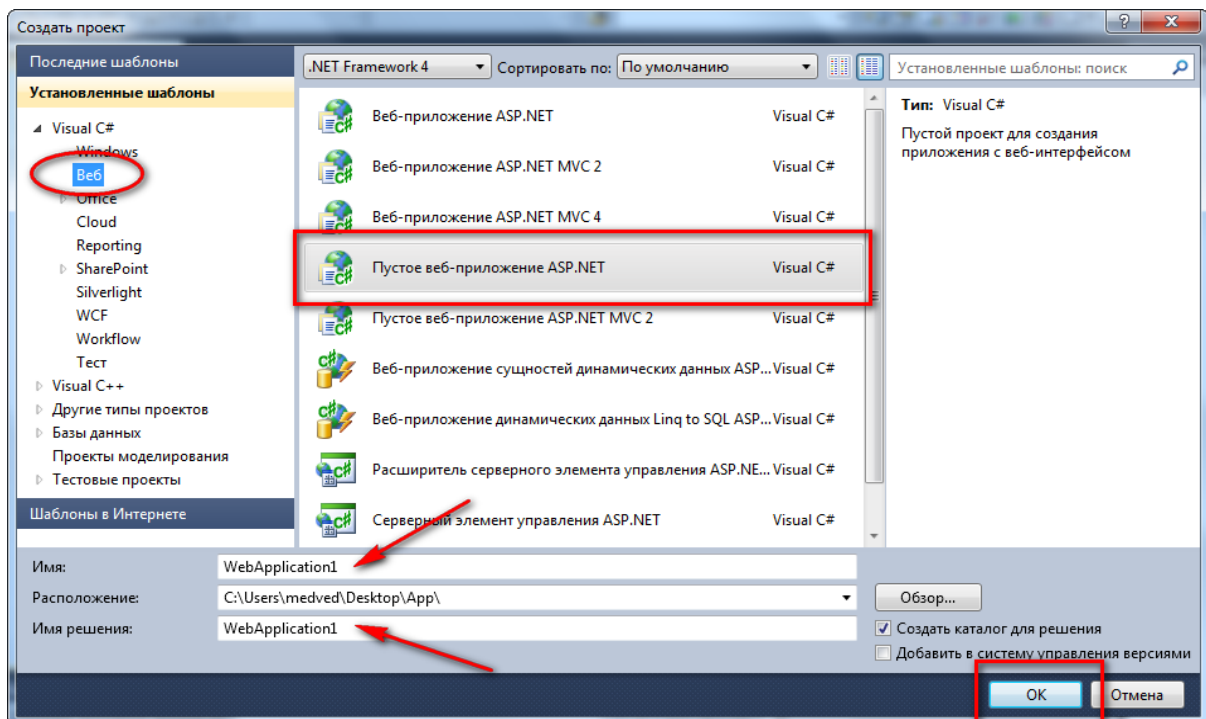 Создать проект
Последние шаблоны
Установленные шаблоны
Visual C#
Windows
Веб
Office
Cloud
Reporting
SharePoint
Silverlight
WCF
Workflow
Тест
Visual C++
Другие типы проектов
Базы данных
Проекты моделирования
Тестовые проекты
Шаблоны в Интернете
.NET Framework 4 Сортировать по: По умолчанию
Веб-приложение ASP.NET Visual C#
Веб-приложение ASP.NET MVC 2 Visual C#
Веб-приложение ASP.NET MVC 4 Visual C#
Пустое веб-приложение ASP.NET Visual C#
Пустое веб-приложение ASP.NET MVC 2 Visual C#
Веб-приложение сущностей динамических данных ASP... Visual C#
Веб-приложение динамических данных Linq to SQL ASP... Visual C#
Расширитель серверного элемента управления ASP.NE... Visual C#
Серверный элемент управления ASP.NET Visual C#
Установленные шаблоны: поиск
Тип: Visual C#
Пустой проект для создания
приложения с веб-интерфейсом
Имя: WebApplication1
Расположение: C:\Users\medved\Desktop\App\ Обзор...
Имя решения: WebApplication1
Создать каталог для решения
Добавить в систему управления версиями
ОК Отмена